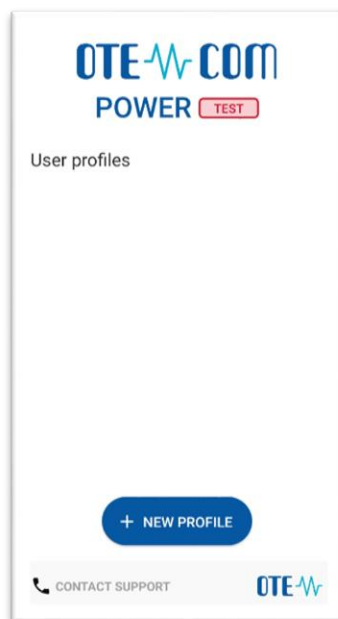 OTE COM
POWER TEST
User profiles
+ NEW PROFILE
CONTACT SUPPORT OTE